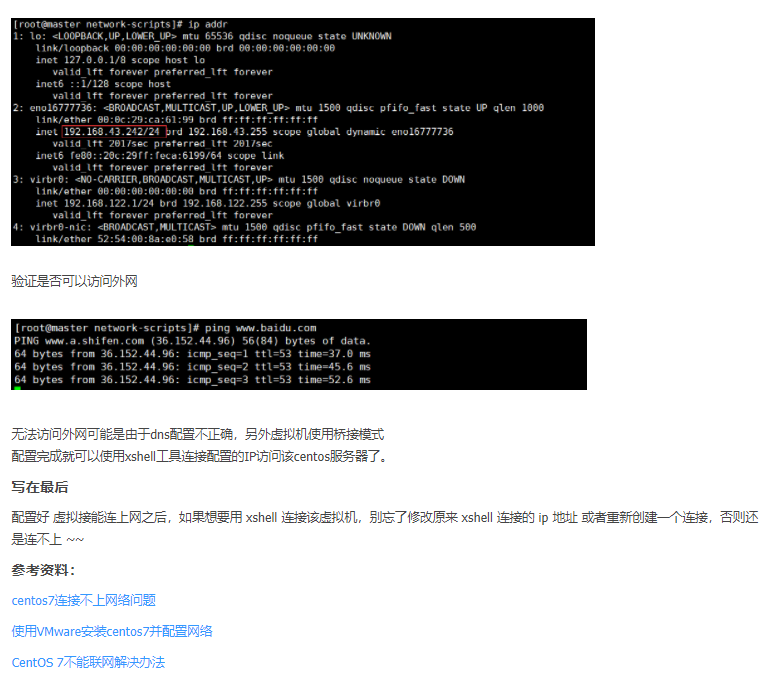 [root@master network-scripts]# ip addr
1: lo: <LOOPBACK,UP,LOWER_UP> mtu 65536 qdisc noqueue state UNKNOWN
link/loopback 00:00:00:00:00:00 brd 00:00:00:00:00:00
inet 127.0.0.1/8 scope host lo
valid_lft forever preferred_lft forever
inet6 ::1/128 scope host
valid_lft forever preferred_lft forever
2: eno16777736: <BROADCAST,MULTICAST,UP,LOWER_UP> mtu 1500 qdisc pfifo_fast state UP qlen 1000
link/ether 00:0c:29:ca:61:99 brd ff:ff:ff:ff:ff:ff
inet 192.168.43.242/24 brd 192.168.43.255 scope global dynamic eno16777736
valid_lft 2017sec preferred_lft 2017sec
inet6 fe80::20c:29ff:feca:6199/64 scope link
valid_lft forever preferred_lft forever
3: virbr0: <NO-CARRIER,BROADCAST,MULTICAST,UP> mtu 1500 qdisc noqueue state DOWN
link/ether 00:00:00:00:00:00 brd ff:ff:ff:ff:ff:ff
inet 192.168.122.1/24 brd 192.168.122.255 scope global virbr0
valid_lft forever preferred_lft forever
4: virbr0-nic: <BROADCAST,MULTICAST> mtu 1500 qdisc pfifo_fast state DOWN qlen 500
link/ether 52:54:00:8a:e0:58 brd ff:ff:ff:ff:ff:ff
验证是否可以访问外网
[root@master network-scripts]# ping www.baidu.com
PING www.a.shifen.com (36.152.44.96) 56(84) bytes of data.
64 bytes from 36.152.44.96: icmp_seq=1 ttl=53 time=37.0 ms
64 bytes from 36.152.44.96: icmp_seq=2 ttl=53 time=45.6 ms
64 bytes from 36.152.44.96: icmp_seq=3 ttl=53 time=52.6 ms
无法访问外网可能是由于dns配置不正确，另外虚拟机使用桥接模式
配置完成就可以使用xshell工具连接配置的IP访问该centos服务器了。
写在最后
配置好 虚拟接能连上网之后，如果想要用 xshell 连接该虚拟机，别忘了修改原来 xshell 连接的 ip 地址 或者重新创建一个连接，否则还
是连不上 ~~
参考资料：
centos7连接不上网络问题
使用VMware安装centos7并配置网络
CentOS 7不能联网解决办法